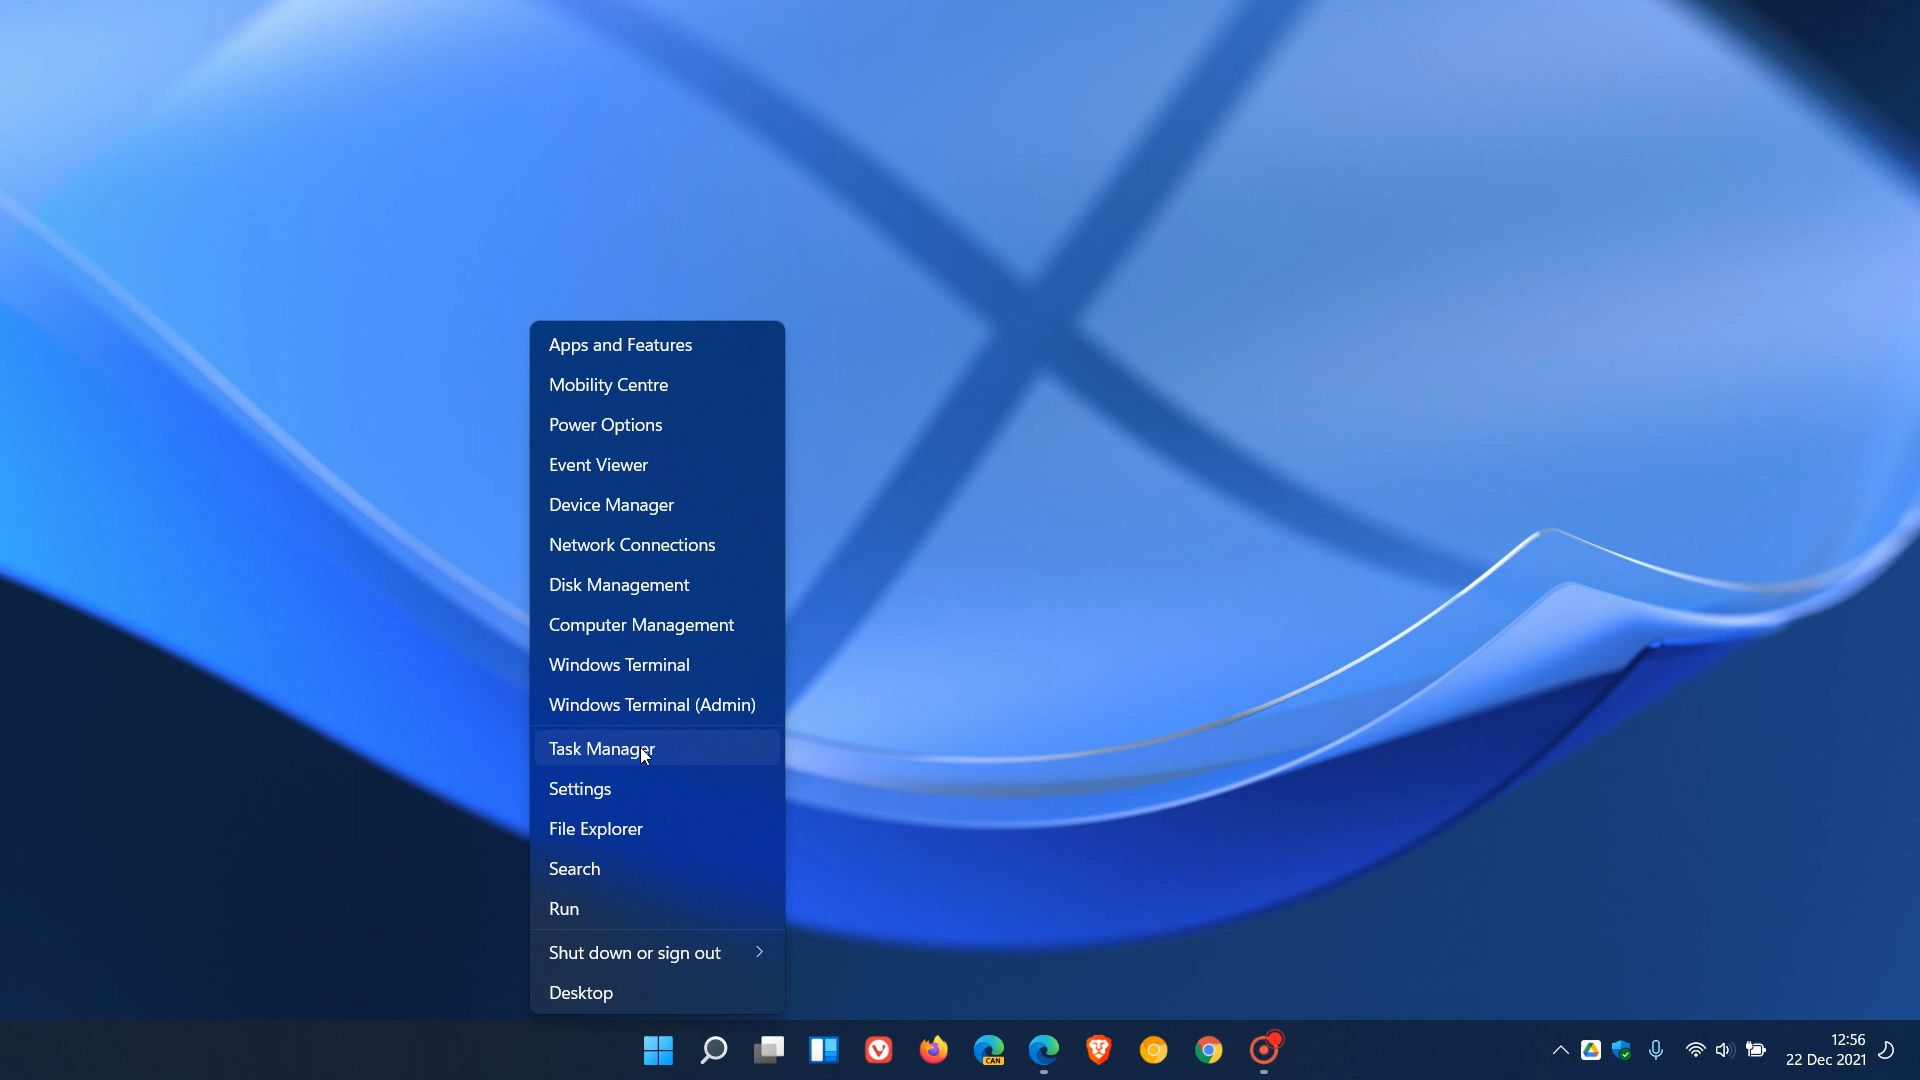 Apps and Features
Mobility Centre
Power Options
Event Viewer
Device Manager
Network Connections
Disk Management
Computer Management
Windows Terminal
Windows Terminal (Admin)
Task Manager
Settings
File Explorer
Search
Run
Shut down or sign out
Desktop
CAN
12:56
22 Dec 2021